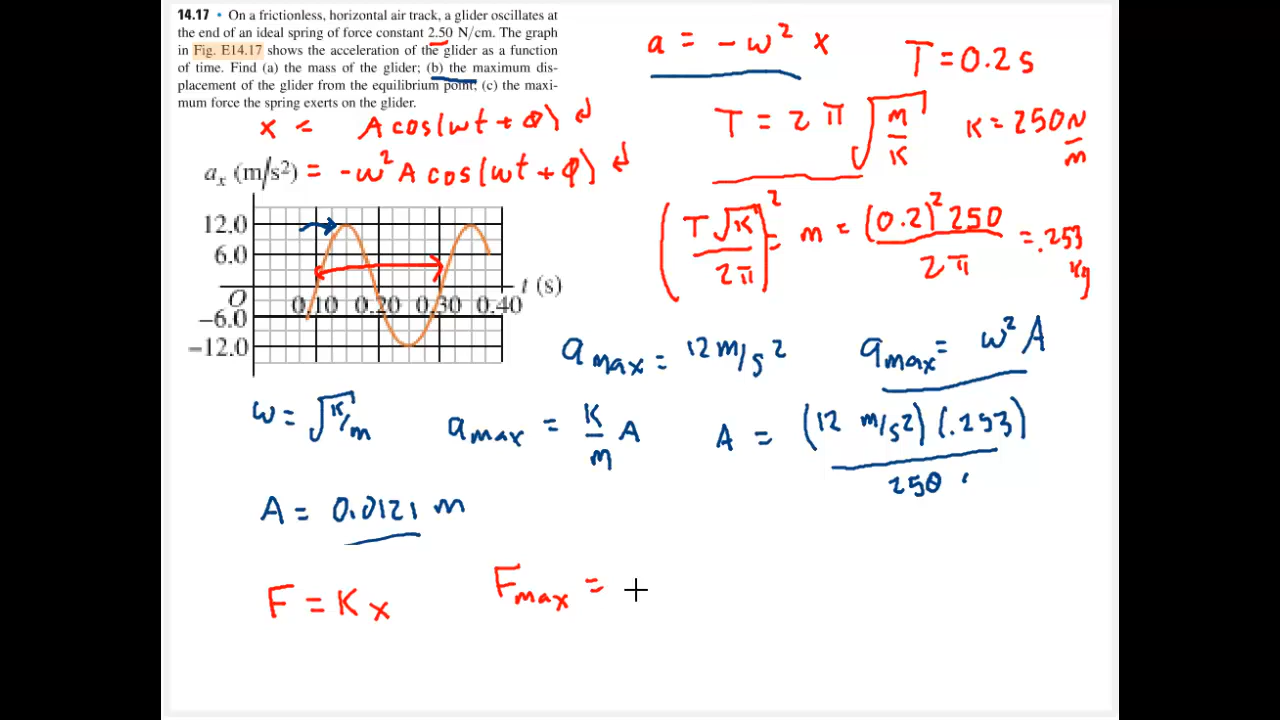 14.17 • On a frictionless, horizontal air track, a glider oscillates at
the end of an ideal spring of force constant 2.50 N/cm. The graph
in Fig. E14.17 shows the acceleration of the glider as a function
of time. Find (a) the mass of the glider; (b) the maximum dis-
placement of the glider from the equilibrium point; (c) the maxi-
mum force the spring exerts on the glider.
a = -ω² x
T = 0.2 s
T = 2π √(m/K)
K = 250 N/m
x = A cos(ωt + φ)
aₓ (m/s2) = -ω² A cos(ωt + φ)
(T√K/2π)² = m = (0.2)² 250/2π = .253 kg
12.0
6.0
O
-6.0
-12.0
0.10 0.20 0.30 0.40
t (s)
a max = 12 m/s2
a max = ω² A
ω = √K/m
a max = K/m A
A = (12 m/s2)(.253)/250
A = 0.0121 m
F = K x
F max =